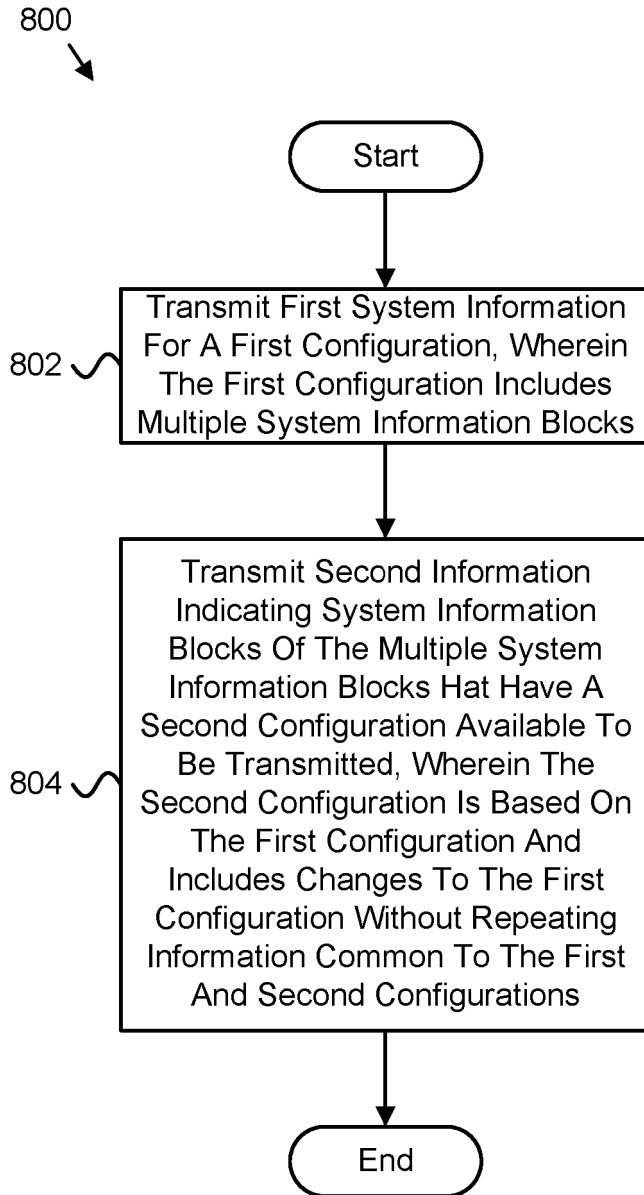 800
Start
802
Transmit First System Information
For A First Configuration, Wherein
The First Configuration Includes
Multiple System Information Blocks
804
Transmit Second Information
Indicating System Information
Blocks Of The Multiple System
Information Blocks Hat Have A
Second Configuration Available To
Be Transmitted, Wherein The
Second Configuration Is Based On
The First Configuration And
Includes Changes To The First
Configuration Without Repeating
Information Common To The First
And Second Configurations
End